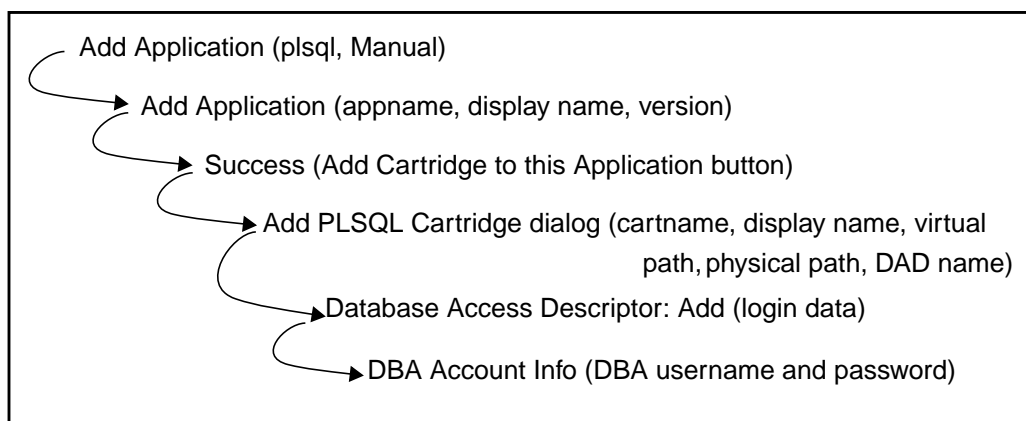 Add Application (plsql, Manual)
Add Application (appname, display name, version)
Success (Add Cartridge to this Application button)
Add PLSQL Cartridge dialog (cartname, display name, virtual
path, physical path, DAD name)
Database Access Descriptor: Add (login data)
DBA Account Info (DBA username and password)